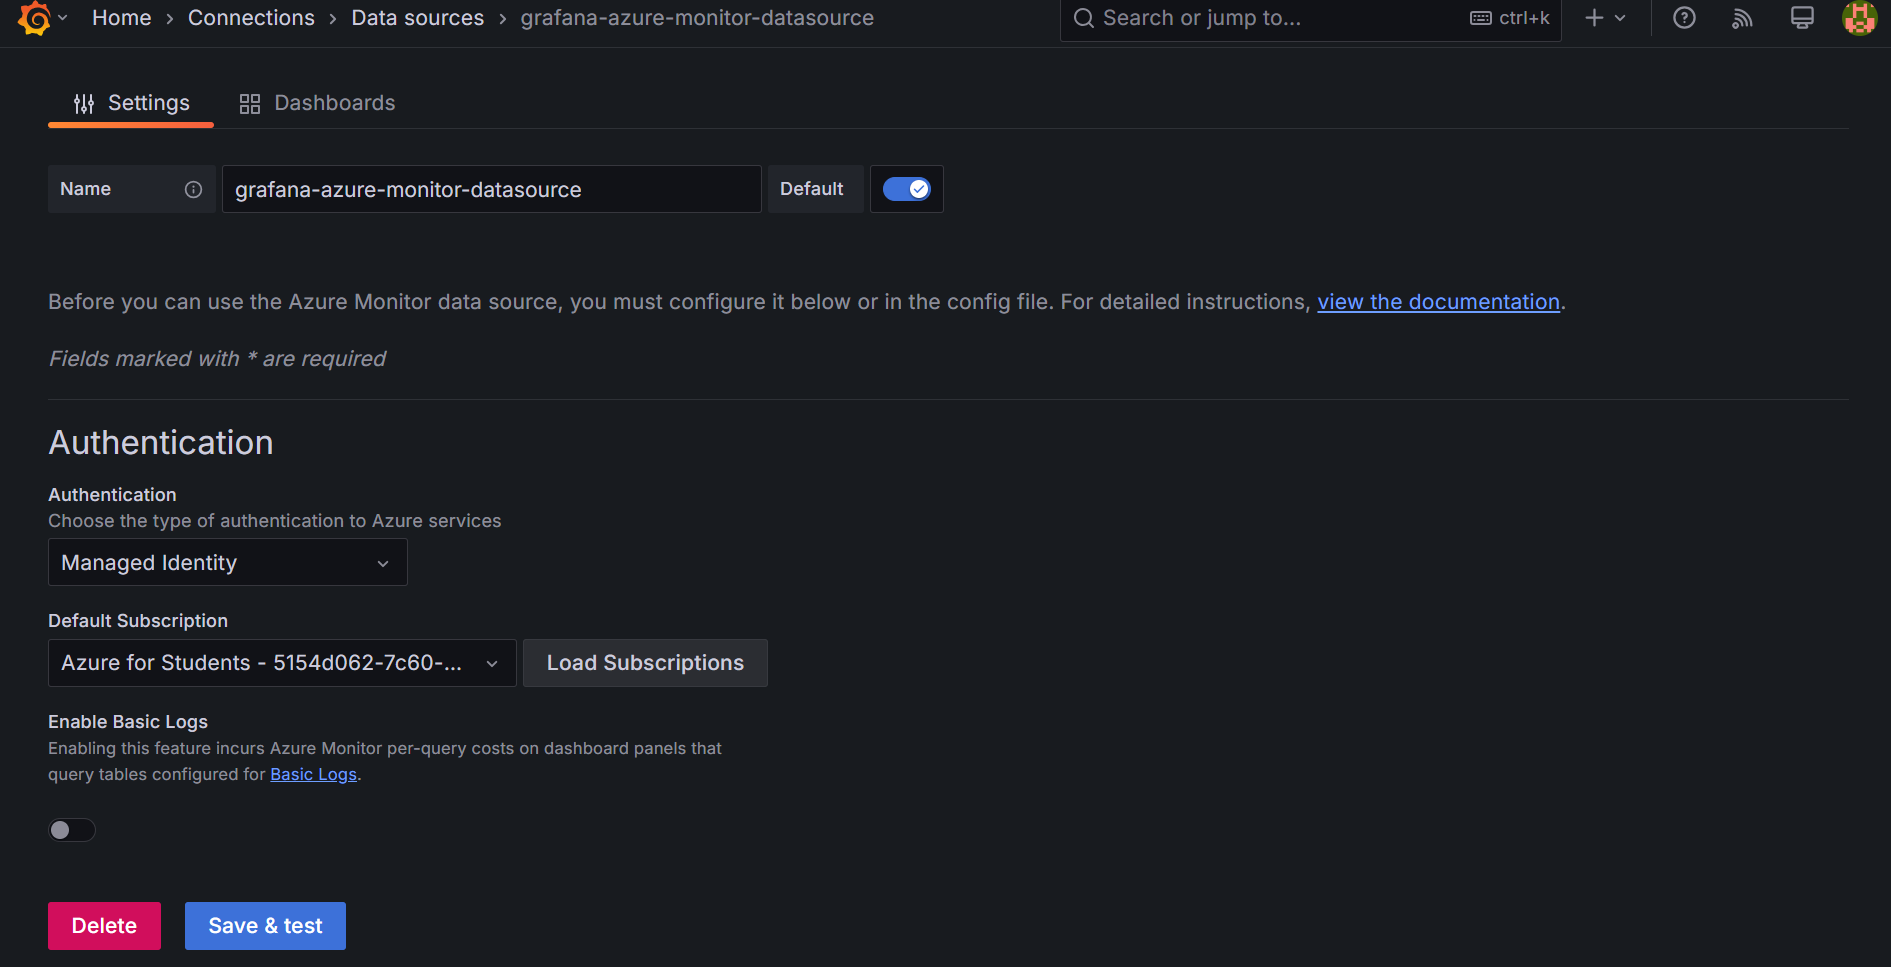 Home › Connections › Data sources › grafana-azure-monitor-datasource
Search or jump to...
ctrl+k
Settings
Dashboards
Name
grafana-azure-monitor-datasource
Default
Before you can use the Azure Monitor data source, you must configure it below or in the config file. For detailed instructions, view the documentation.
Fields marked with * are required
Authentication
Authentication
Choose the type of authentication to Azure services
Managed Identity
Default Subscription
Azure for Students - 5154d062-7c60-...
Load Subscriptions
Enable Basic Logs
Enabling this feature incurs Azure Monitor per-query costs on dashboard panels that
query tables configured for Basic Logs.
Delete
Save & test